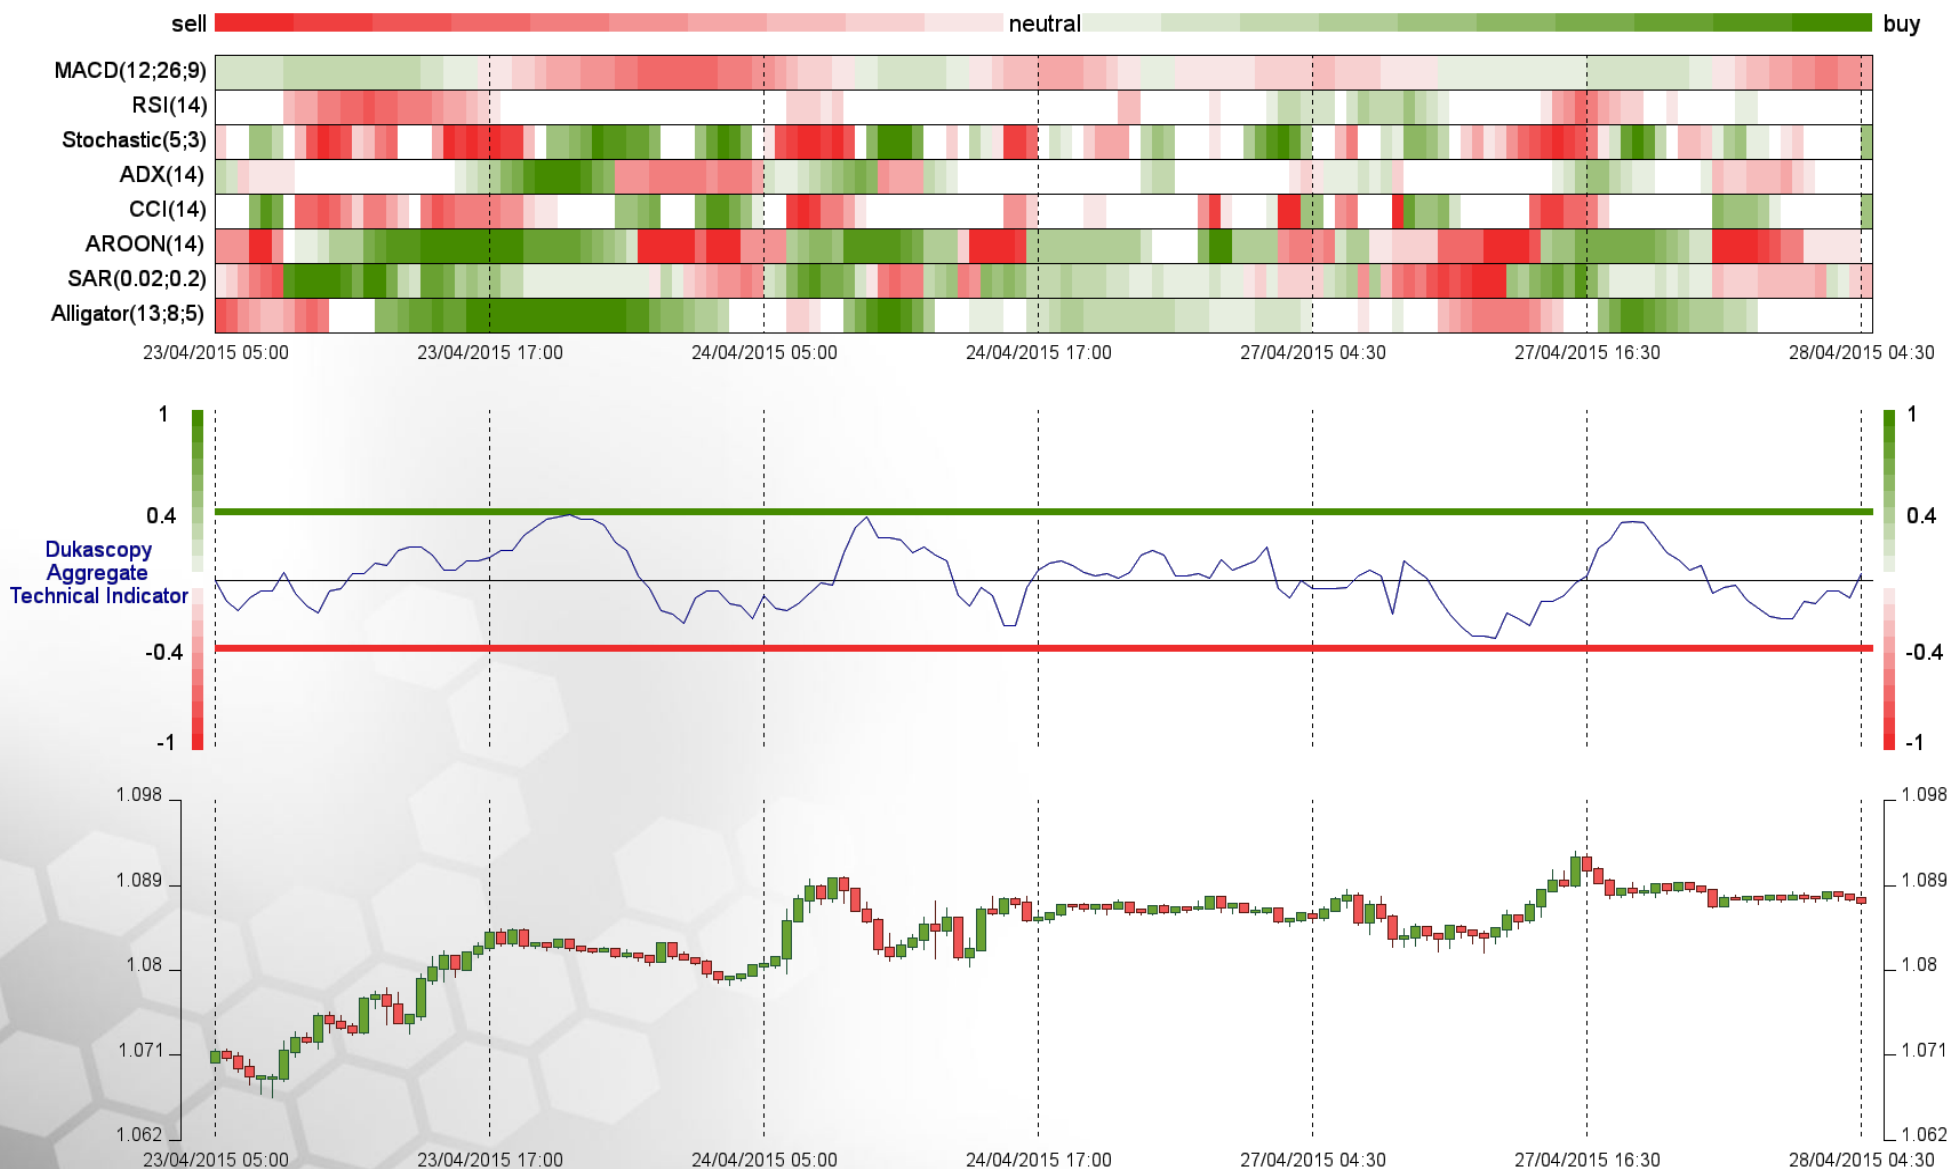 sell neutral buy
MACD(12;26;9)
RSI(14)
Stochastic(5;3)
ADX(14)
CCI(14)
AROON(14)
SAR(0.02;0.2)
Alligator(13;8;5)
23/04/2015 05:00 23/04/2015 17:00 24/04/2015 05:00 24/04/2015 17:00 27/04/2015 04:30 27/04/2015 16:30 28/04/2015 04:30
1 1
0.4 0.4
Dukascopy
Aggregate
Technical Indicator
-0.4 -0.4
-1 -1
1.098 1.098
1.089 1.089
1.08 1.08
1.071 1.071
1.062 1.062
23/04/2015 05:00 23/04/2015 17:00 24/04/2015 05:00 24/04/2015 17:00 27/04/2015 04:30 27/04/2015 16:30 28/04/2015 04:30